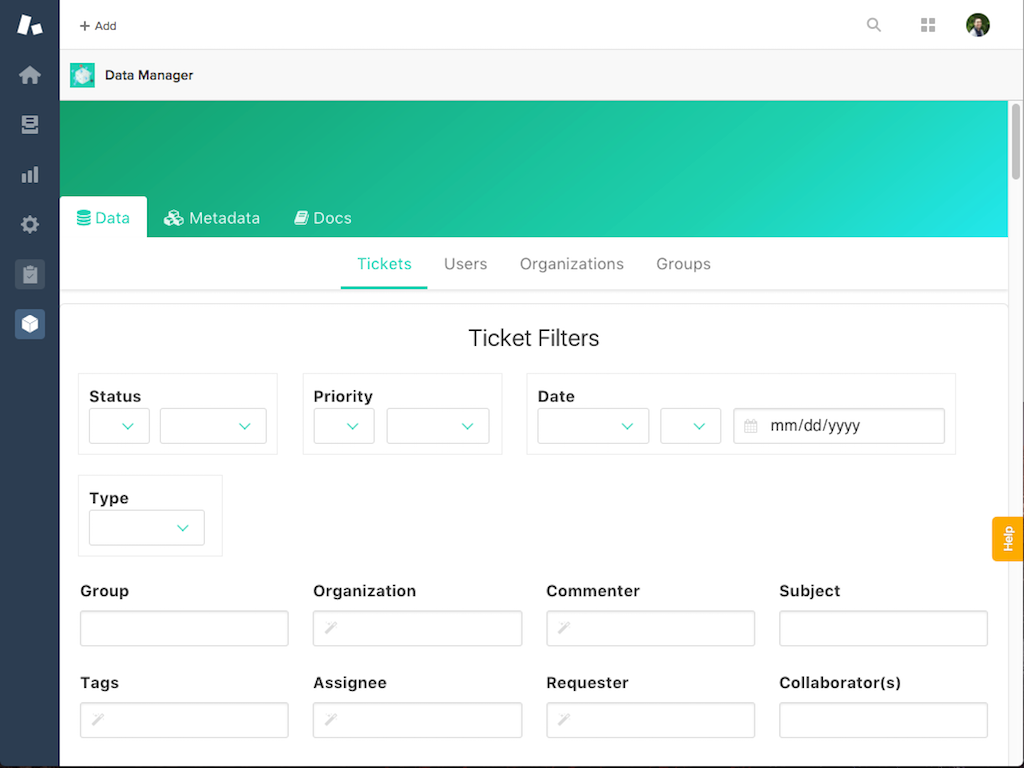 + Add
Data Manager
Data Metadata Docs
Tickets Users Organizations Groups
Ticket Filters
Status Priority Date
mm/dd/yyyy
Type
Help
Group Organization Commenter Subject
Tags Assignee Requester Collaborator(s)